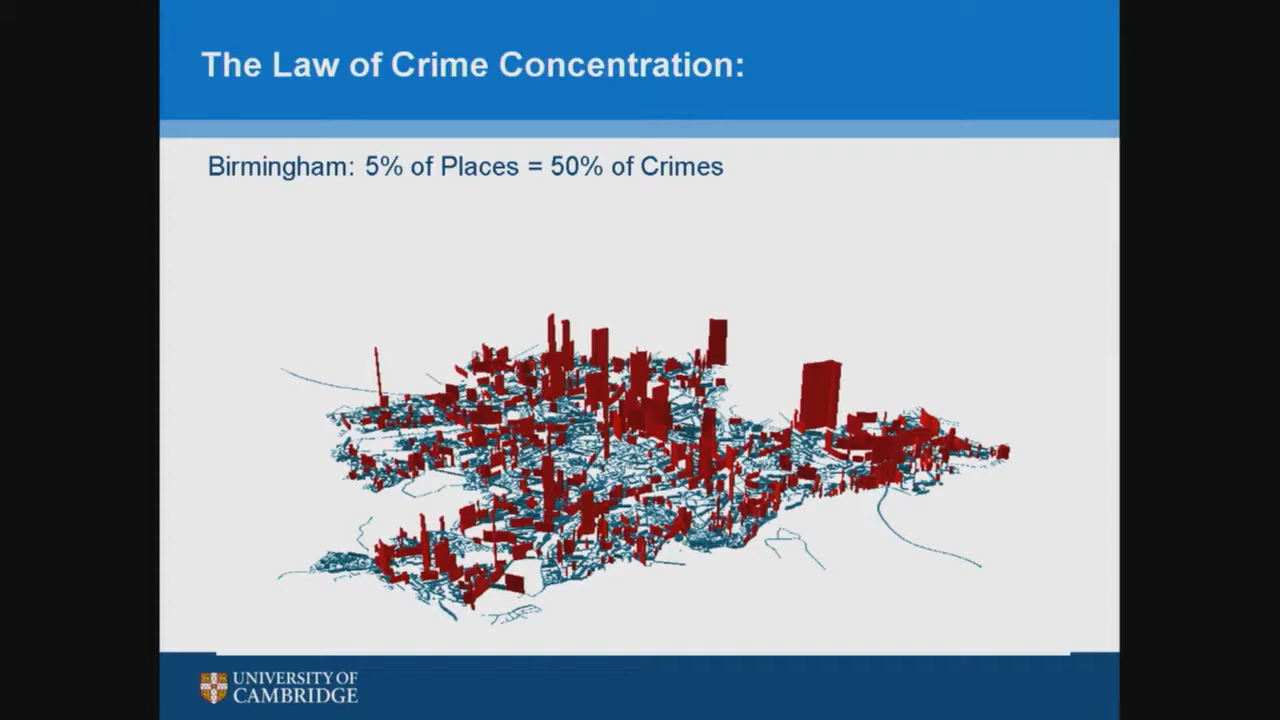 The Law of Crime Concentration:
Birmingham: 5% of Places = 50% of Crimes
UNIVERSITY OF
CAMBRIDGE